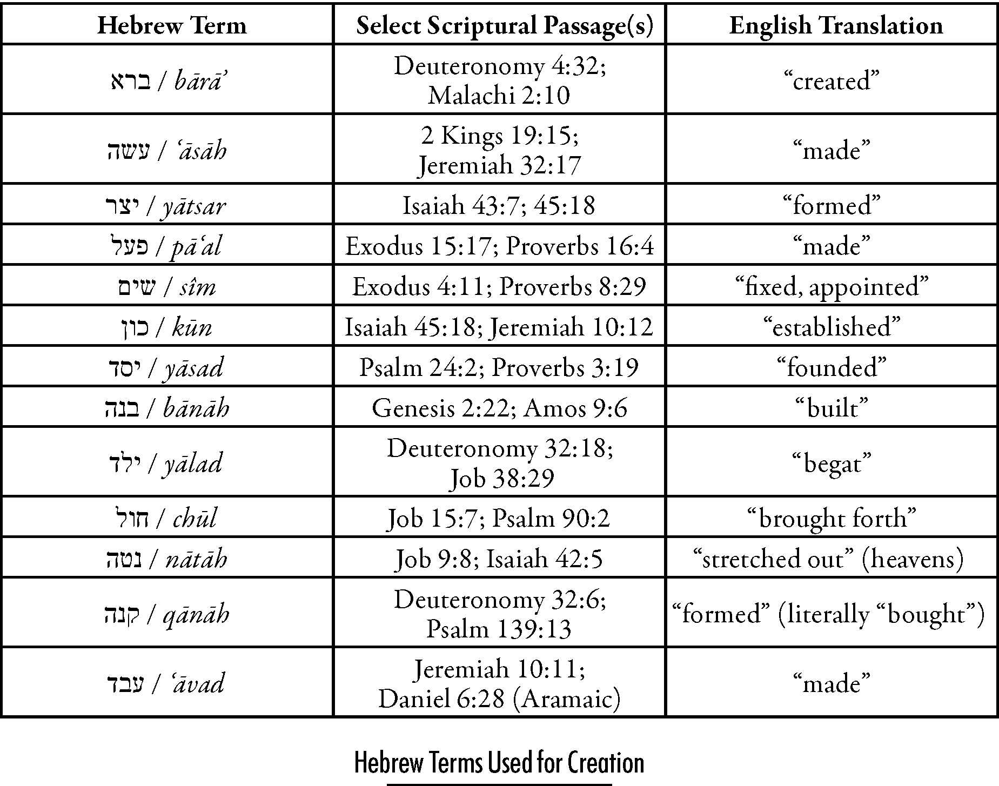 Hebrew Term Select Scriptural Passage(s) English Translation
ברא / bārāʾ Deuteronomy 4:32; Malachi 2:10 “created”
עשה / ʿāsāh 2 Kings 19:15; Jeremiah 32:17 “made”
יצר / yātsar Isaiah 43:7; 45:18 “formed”
פעל / pāʿal Exodus 15:17; Proverbs 16:4 “made”
שים / sîm Exodus 4:11; Proverbs 8:29 “fixed, appointed”
כון / kūn Isaiah 45:18; Jeremiah 10:12 “established”
יסד / yāsad Psalm 24:2; Proverbs 3:19 “founded”
בנה / bānāh Genesis 2:22; Amos 9:6 “built”
ילד / yālad Deuteronomy 32:18; Job 38:29 “begat”
חול / chūl Job 15:7; Psalm 90:2 “brought forth”
נטה / nātāh Job 9:8; Isaiah 42:5 “stretched out” (heavens)
קנה / qānāh Deuteronomy 32:6; Psalm 139:13 “formed” (literally “bought”)
עבד / ʿāvad Jeremiah 10:11; Daniel 6:28 (Aramaic) “made”
Hebrew Terms Used for Creation